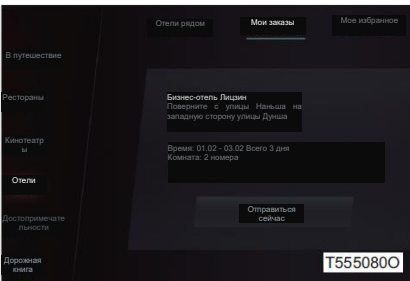 Отели рядом
Мои заказы
Мое избранное
В путешествие
Рестораны
Кинотеатр
ы
Отели
Достопримечате
льности
Дорожная
книга
Бизнес-отель Лицзин
Поверните с улицы Наньша на
западную сторону улицы Дунша
Время: 01.02 - 03.02 Всего 3 дня
Комната: 2 номера
Отправиться
сейчас
T555080O